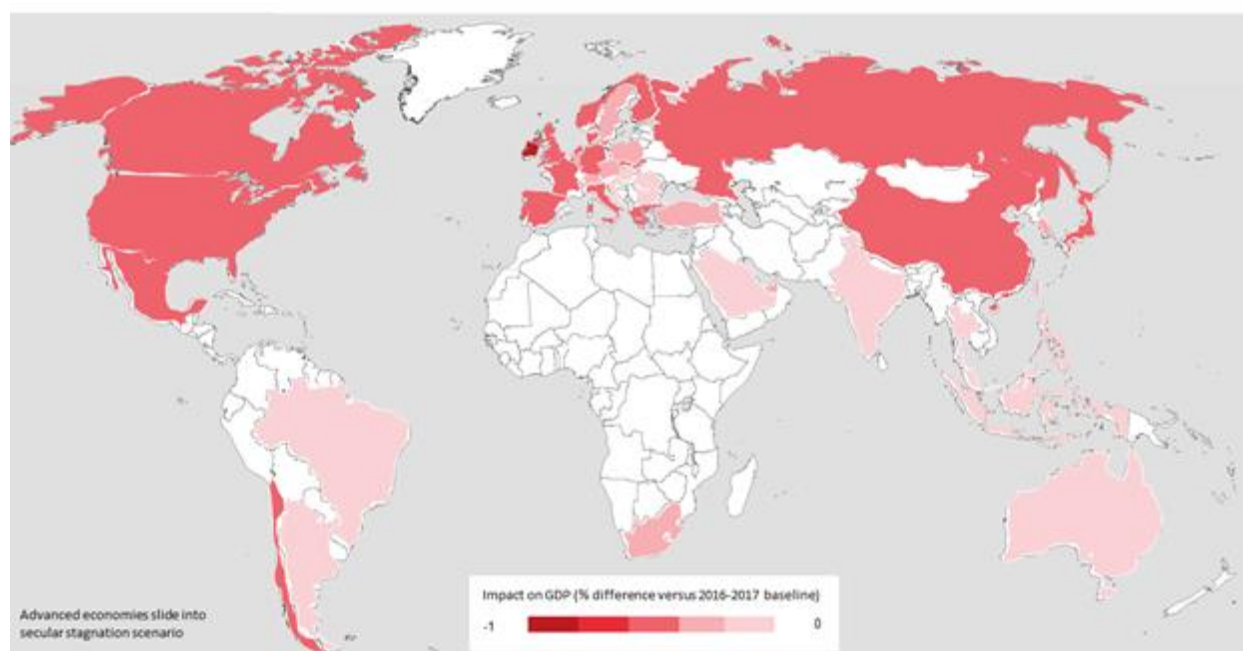 Advanced economies slide into
secular stagnation scenario
Impact on GDP (% difference versus 2016-2017 baseline)
-1 0